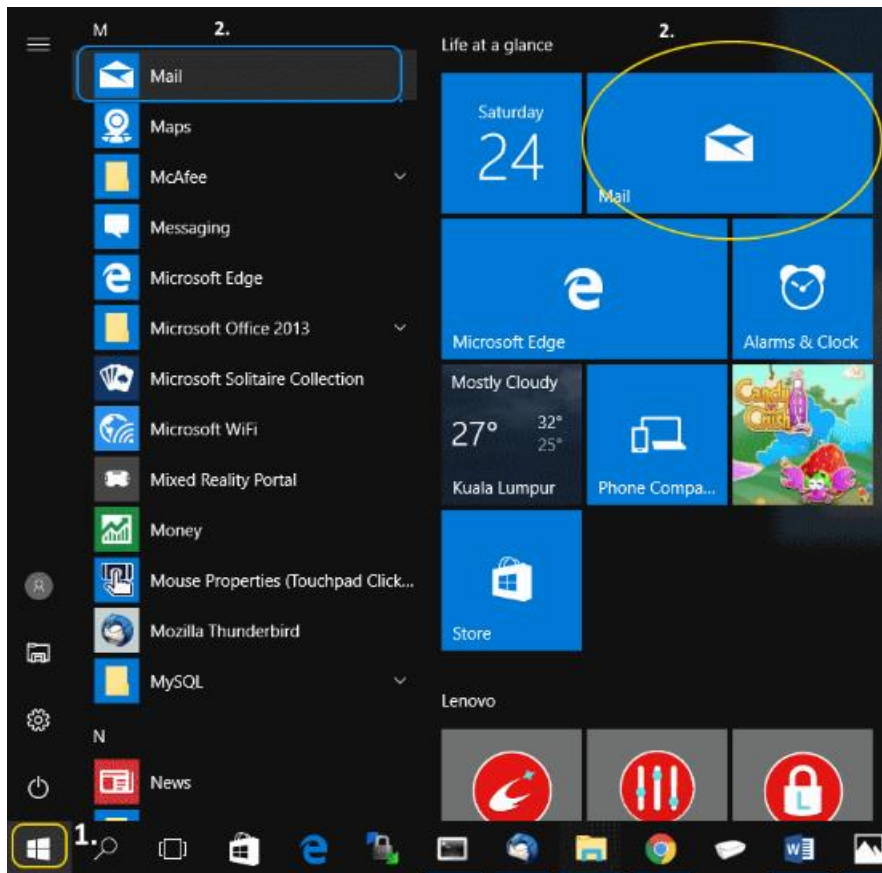 M
2.
Mail
Maps
McAfee
Messaging
Microsoft Edge
Microsoft Office 2013
Microsoft Solitaire Collection
Microsoft WiFi
Mixed Reality Portal
Money
Mouse Properties (Touchpad Click...
Mozilla Thunderbird
MySQL
N
News
Life at a glance
2.
Saturday
24
Mail
Microsoft Edge
Alarms & Clock
Mostly Cloudy
27° 32°
25°
Kuala Lumpur
Phone Compa...
Candy
Crush
Store
Lenovo
L
1.